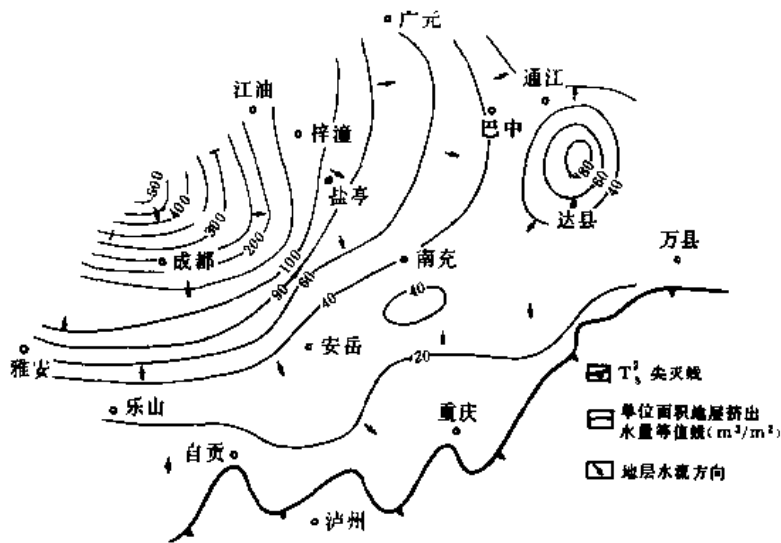 广元
通江
江油
巴中
梓潼
盐亭
80
60
40
500
400
300
200
100
达县
成都
90
60
40
南充
万县
40
雅安
安岳
20
乐山
重庆
自贡
泸州
尖灭线
单位面积地层挤出
水量等值线(m³/m²)
地层水流方向